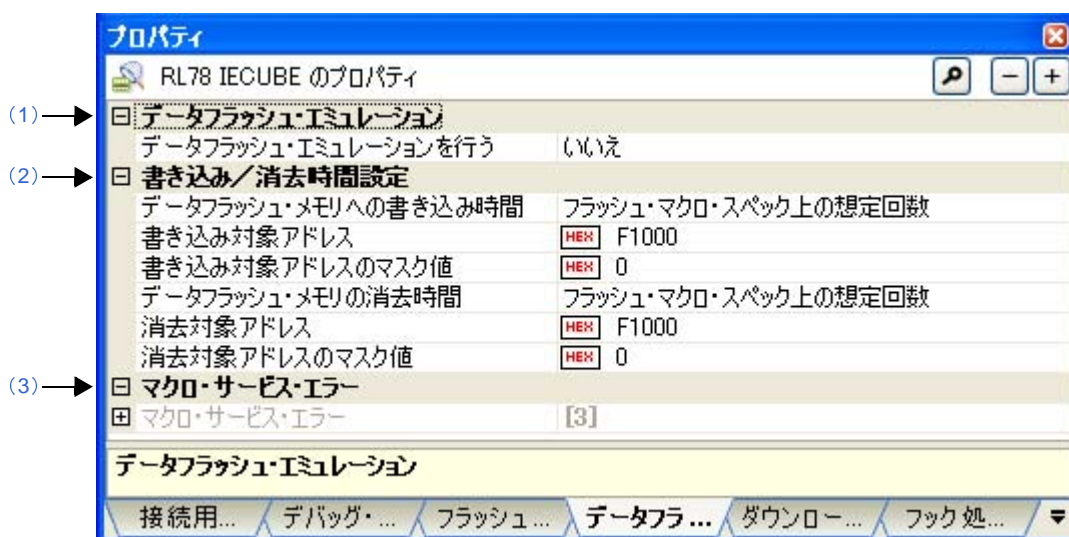 プロパティ
RL78 IECUBE のプロパティ
(1) データフラッシュ・エミュレーション
データフラッシュ・エミュレーションを行う いいえ
(2) 書き込み/消去時間設定
データフラッシュ・メモリへの書き込み時間 フラッシュ・マクロ・スペック上の想定回数
書き込み対象アドレス HEX F1000
書き込み対象アドレスのマスク値 HEX 0
データフラッシュ・メモリの消去時間 フラッシュ・マクロ・スペック上の想定回数
消去対象アドレス HEX F1000
消去対象アドレスのマスク値 HEX 0
(3) マクロ・サービス・エラー
マクロ・サービス・エラー [3]
データフラッシュ・エミュレーション
接続用... デバッグ・... フラッシュ... データフラ... ダウンロー... フック処...